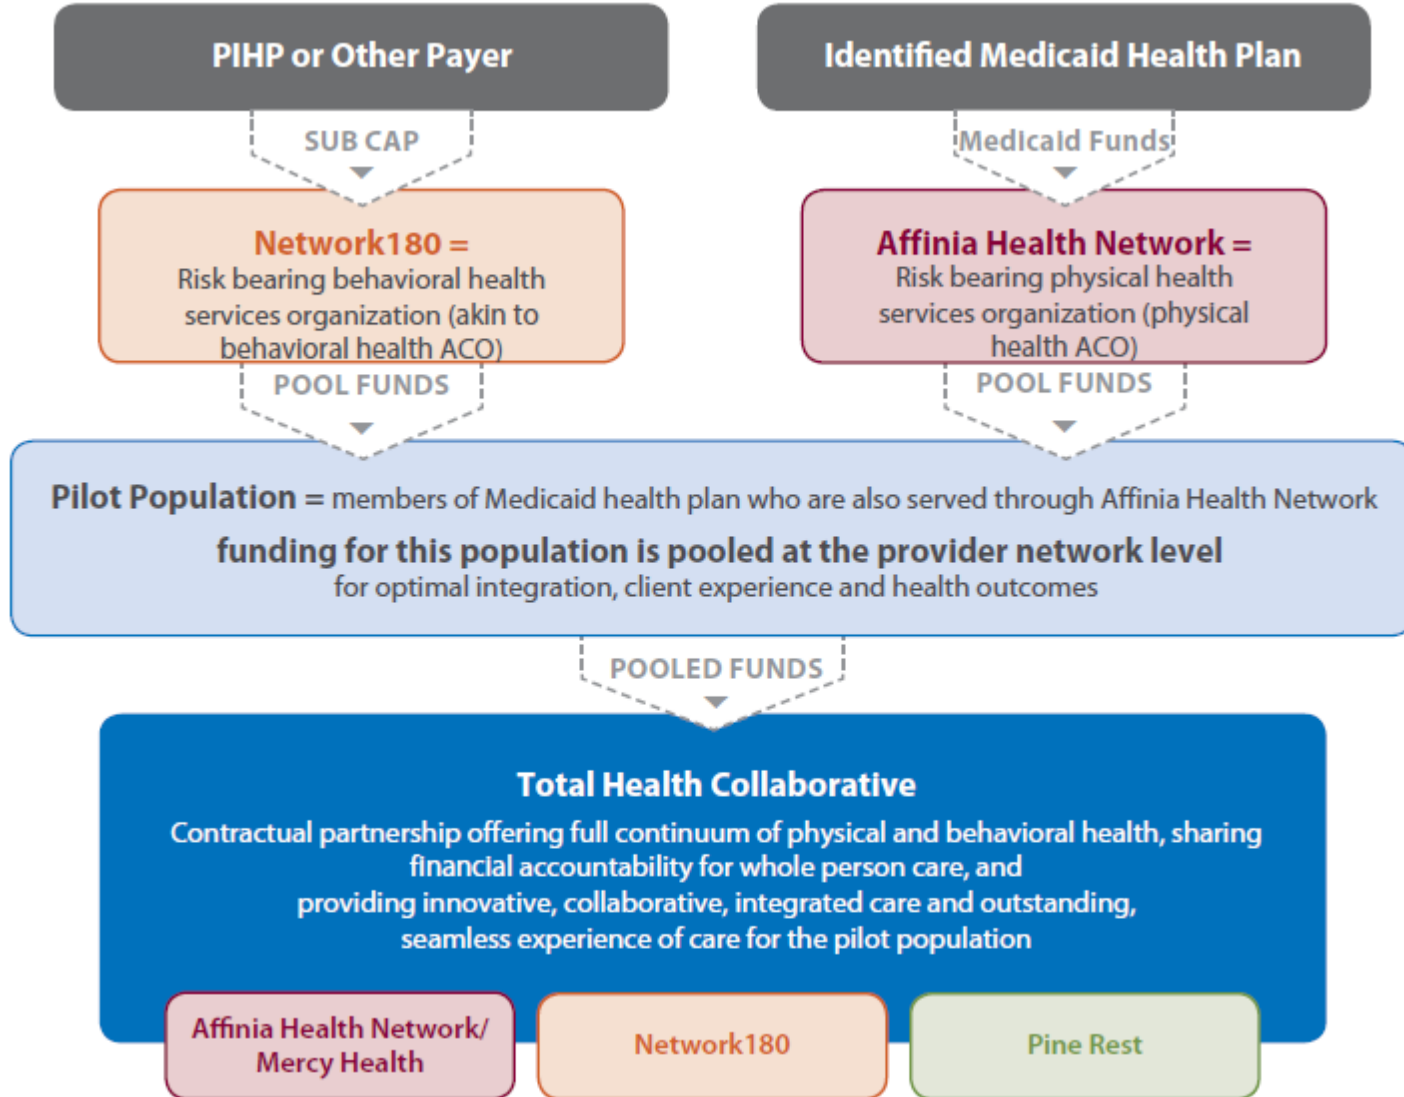 PIHP or Other Payer
Identified Medicaid Health Plan
SUB CAP
Medicaid Funds
Network180 =
Risk bearing behavioral health
services organization (akin to
behavioral health ACO)
Affinia Health Network =
Risk bearing physical health
services organization (physical
health ACO)
POOL FUNDS
POOL FUNDS
Pilot Population = members of Medicaid health plan who are also served through Affinia Health Network
funding for this population is pooled at the provider network level
for optimal integration, client experience and health outcomes
POOLED FUNDS
Total Health Collaborative
Contractual partnership offering full continuum of physical and behavioral health, sharing
financial accountability for whole person care, and
providing innovative, collaborative, integrated care and outstanding,
seamless experience of care for the pilot population
Affinia Health Network/
Mercy Health
Network180
Pine Rest